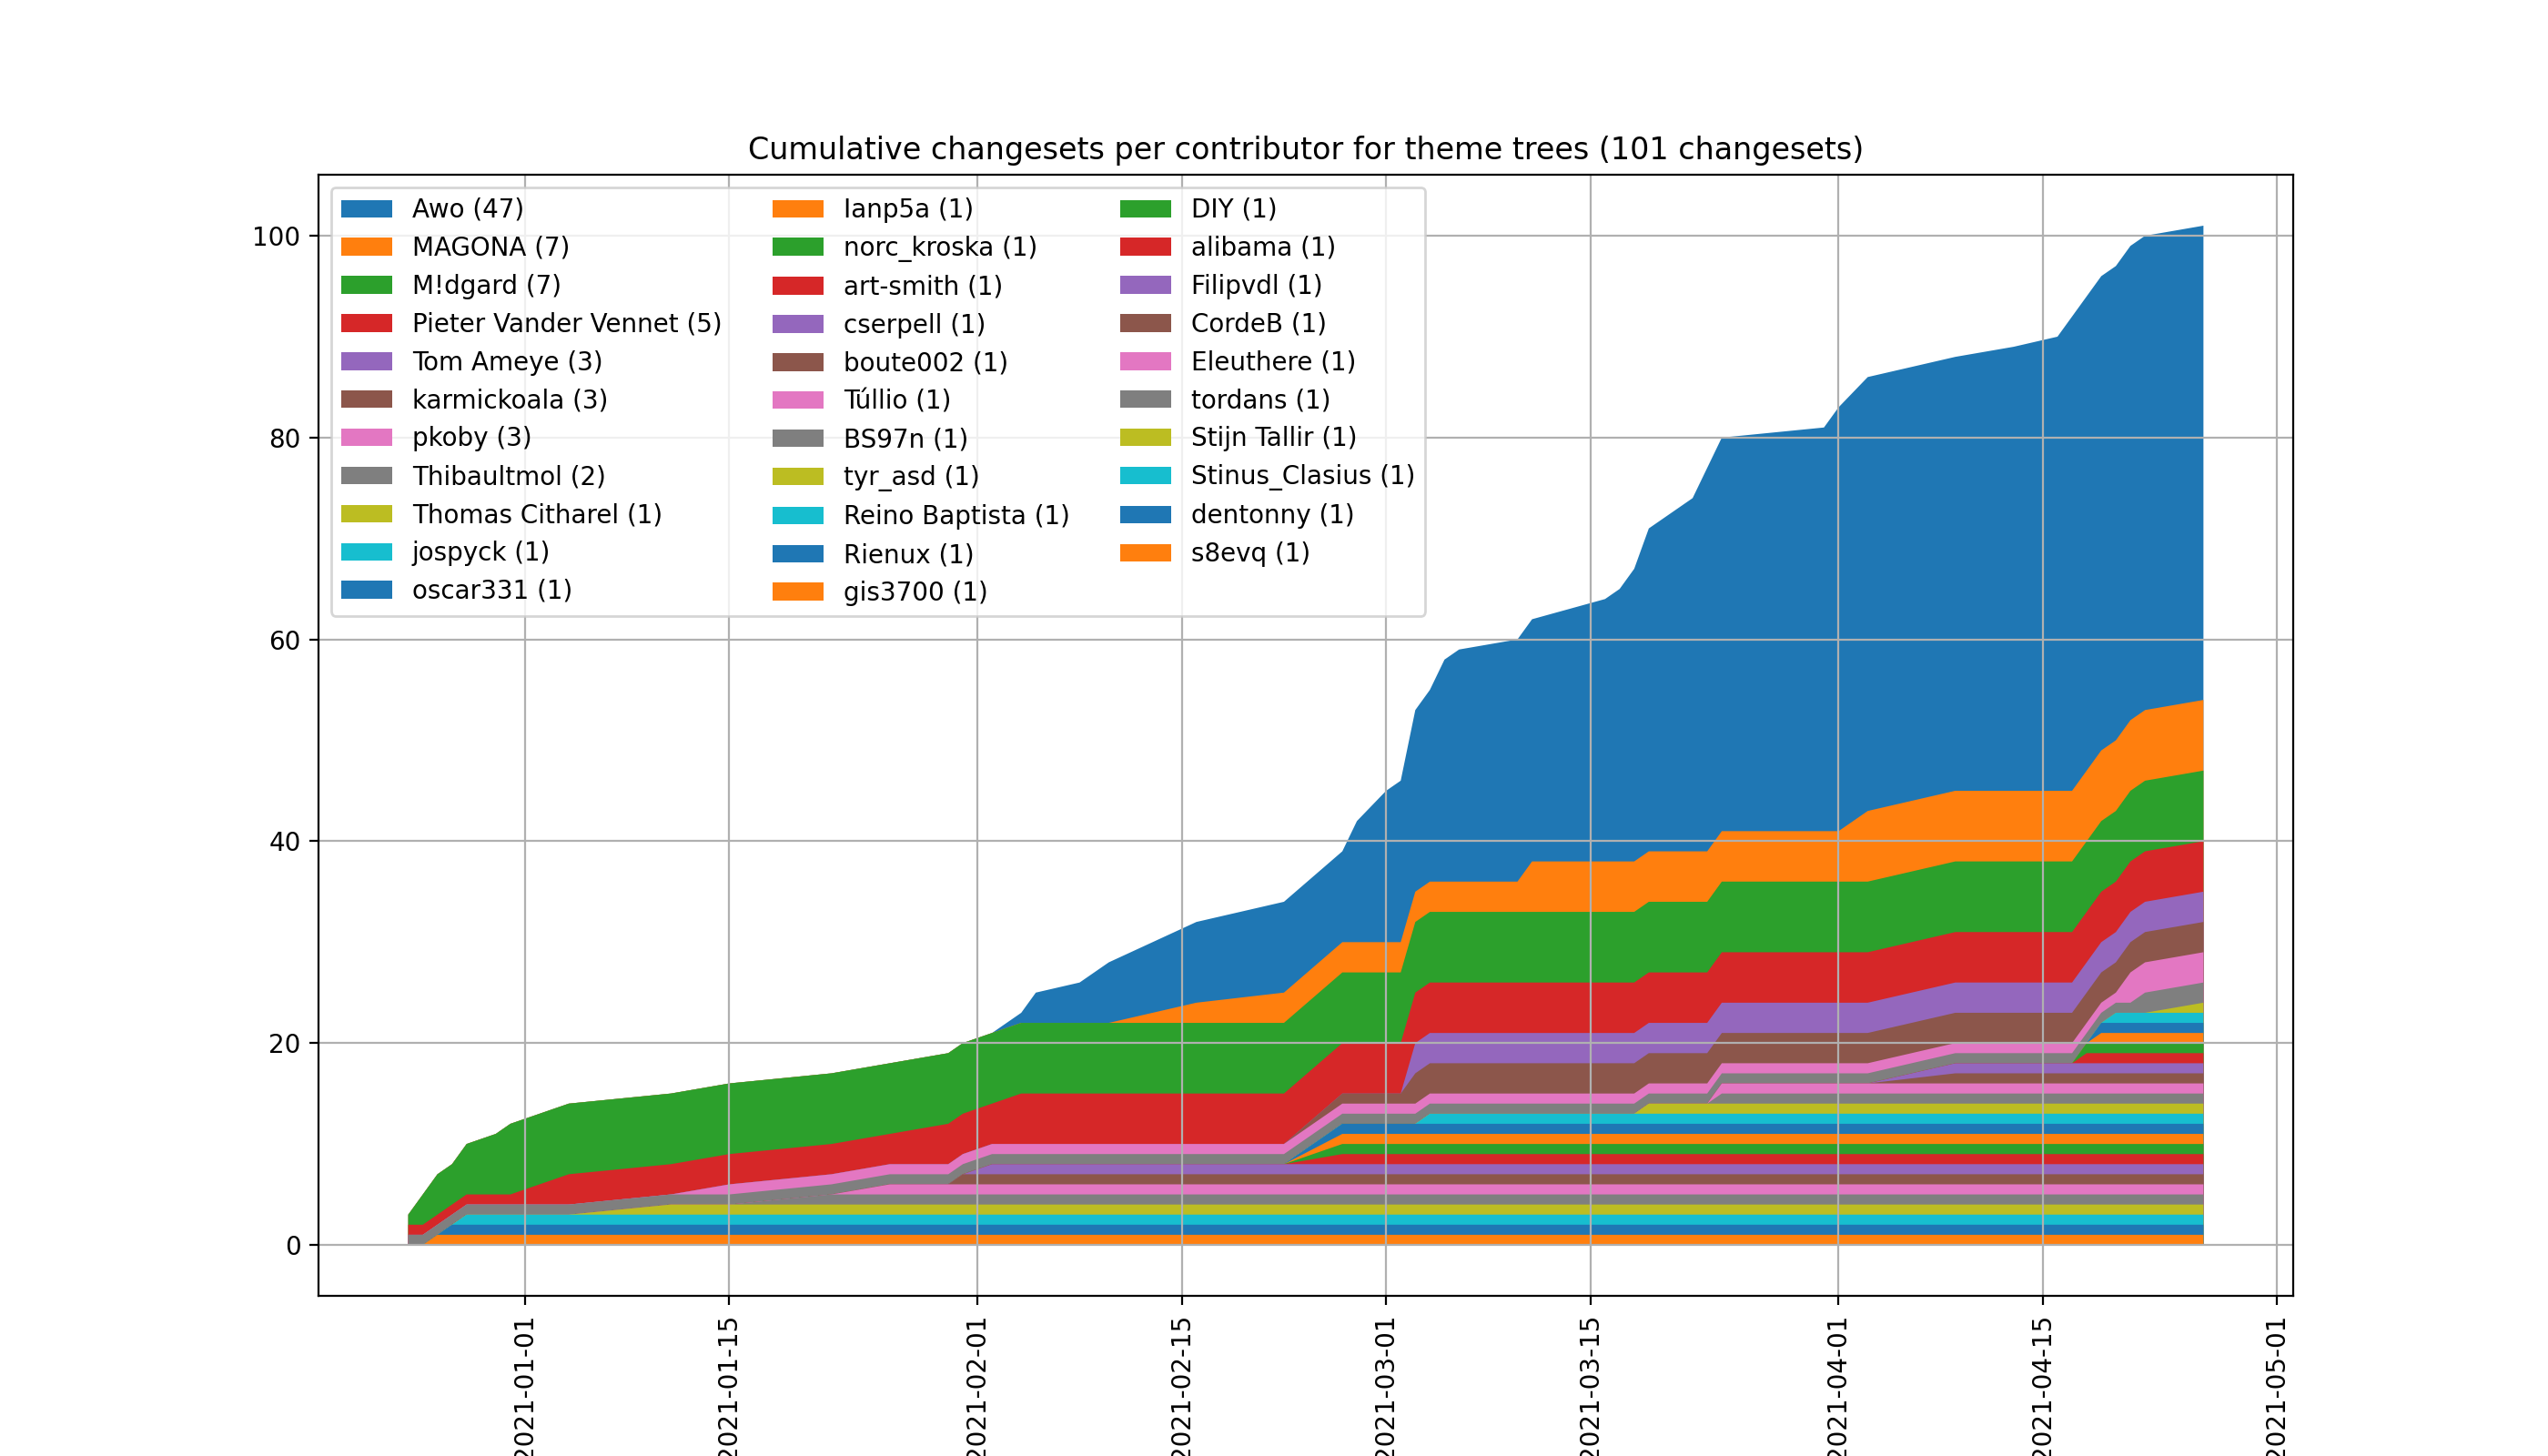 Cumulative changesets per contributor for theme trees (101 changesets)
Awo (47)
MAGONA (7)
M!dgard (7)
Pieter Vander Vennet (5)
Tom Ameye (3)
karmickoala (3)
pkoby (3)
Thibaultmol (2)
Thomas Citharel (1)
jospyck (1)
oscar331 (1)
Ianp5a (1)
norc_kroska (1)
art-smith (1)
cserpell (1)
boute002 (1)
Túllio (1)
BS97n (1)
tyr_asd (1)
Reino Baptista (1)
Rienux (1)
gis3700 (1)
DIY (1)
alibama (1)
Filipvdl (1)
CordeB (1)
Eleuthere (1)
tordans (1)
Stijn Tallir (1)
Stinus_Clasius (1)
dentonny (1)
s8evq (1)
100
80
60
40
20
0
2021-01-01
2021-01-15
2021-02-01
2021-02-15
2021-03-01
2021-03-15
2021-04-01
2021-04-15
2021-05-01